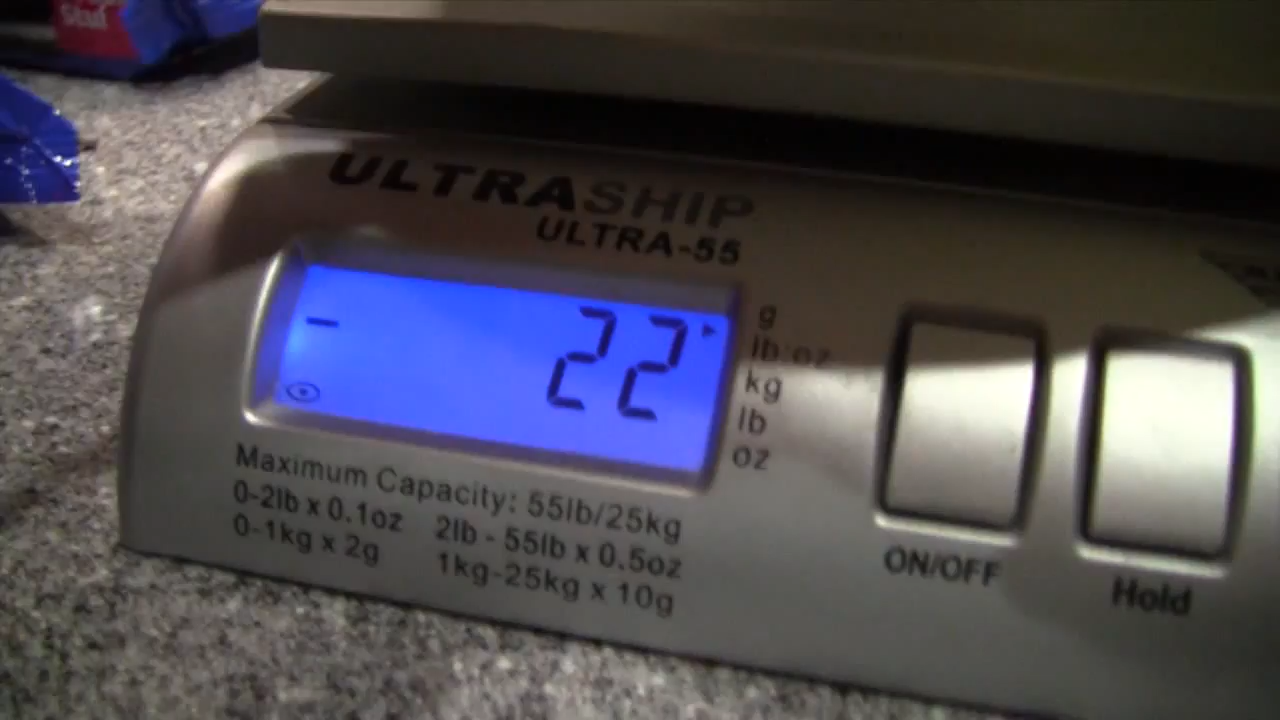 Stuf
ULTRASHIP
ULTRA-55
- 22
g
lb:oz
kg
lb
oz
Maximum Capacity: 55lb/25kg
0-2lb x 0.1oz 2lb - 55lb x 0.5oz
0-1kg x 2g 1kg-25kg x 10g
ON/OFF
Hold